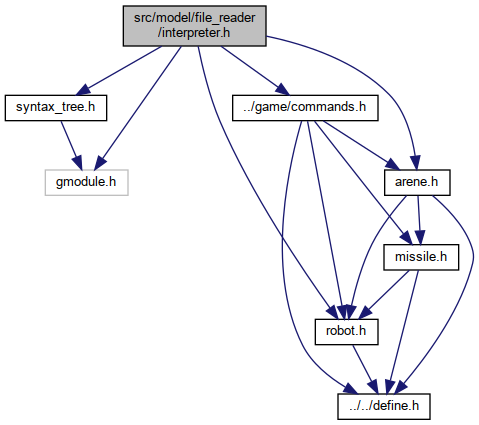 src/model/file_reader
/interpreter.h
syntax_tree.h
../game/commands.h
gmodule.h
arene.h
missile.h
robot.h
../../define.h